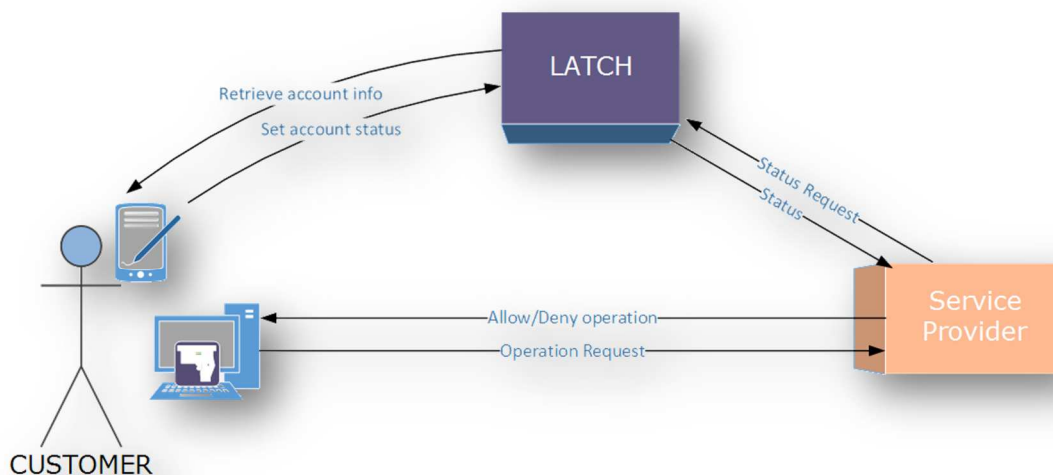 LATCH
Retrieve account info
Set account status
Status Request
Status
Service
Provider
Allow/Deny operation
Operation Request
CUSTOMER